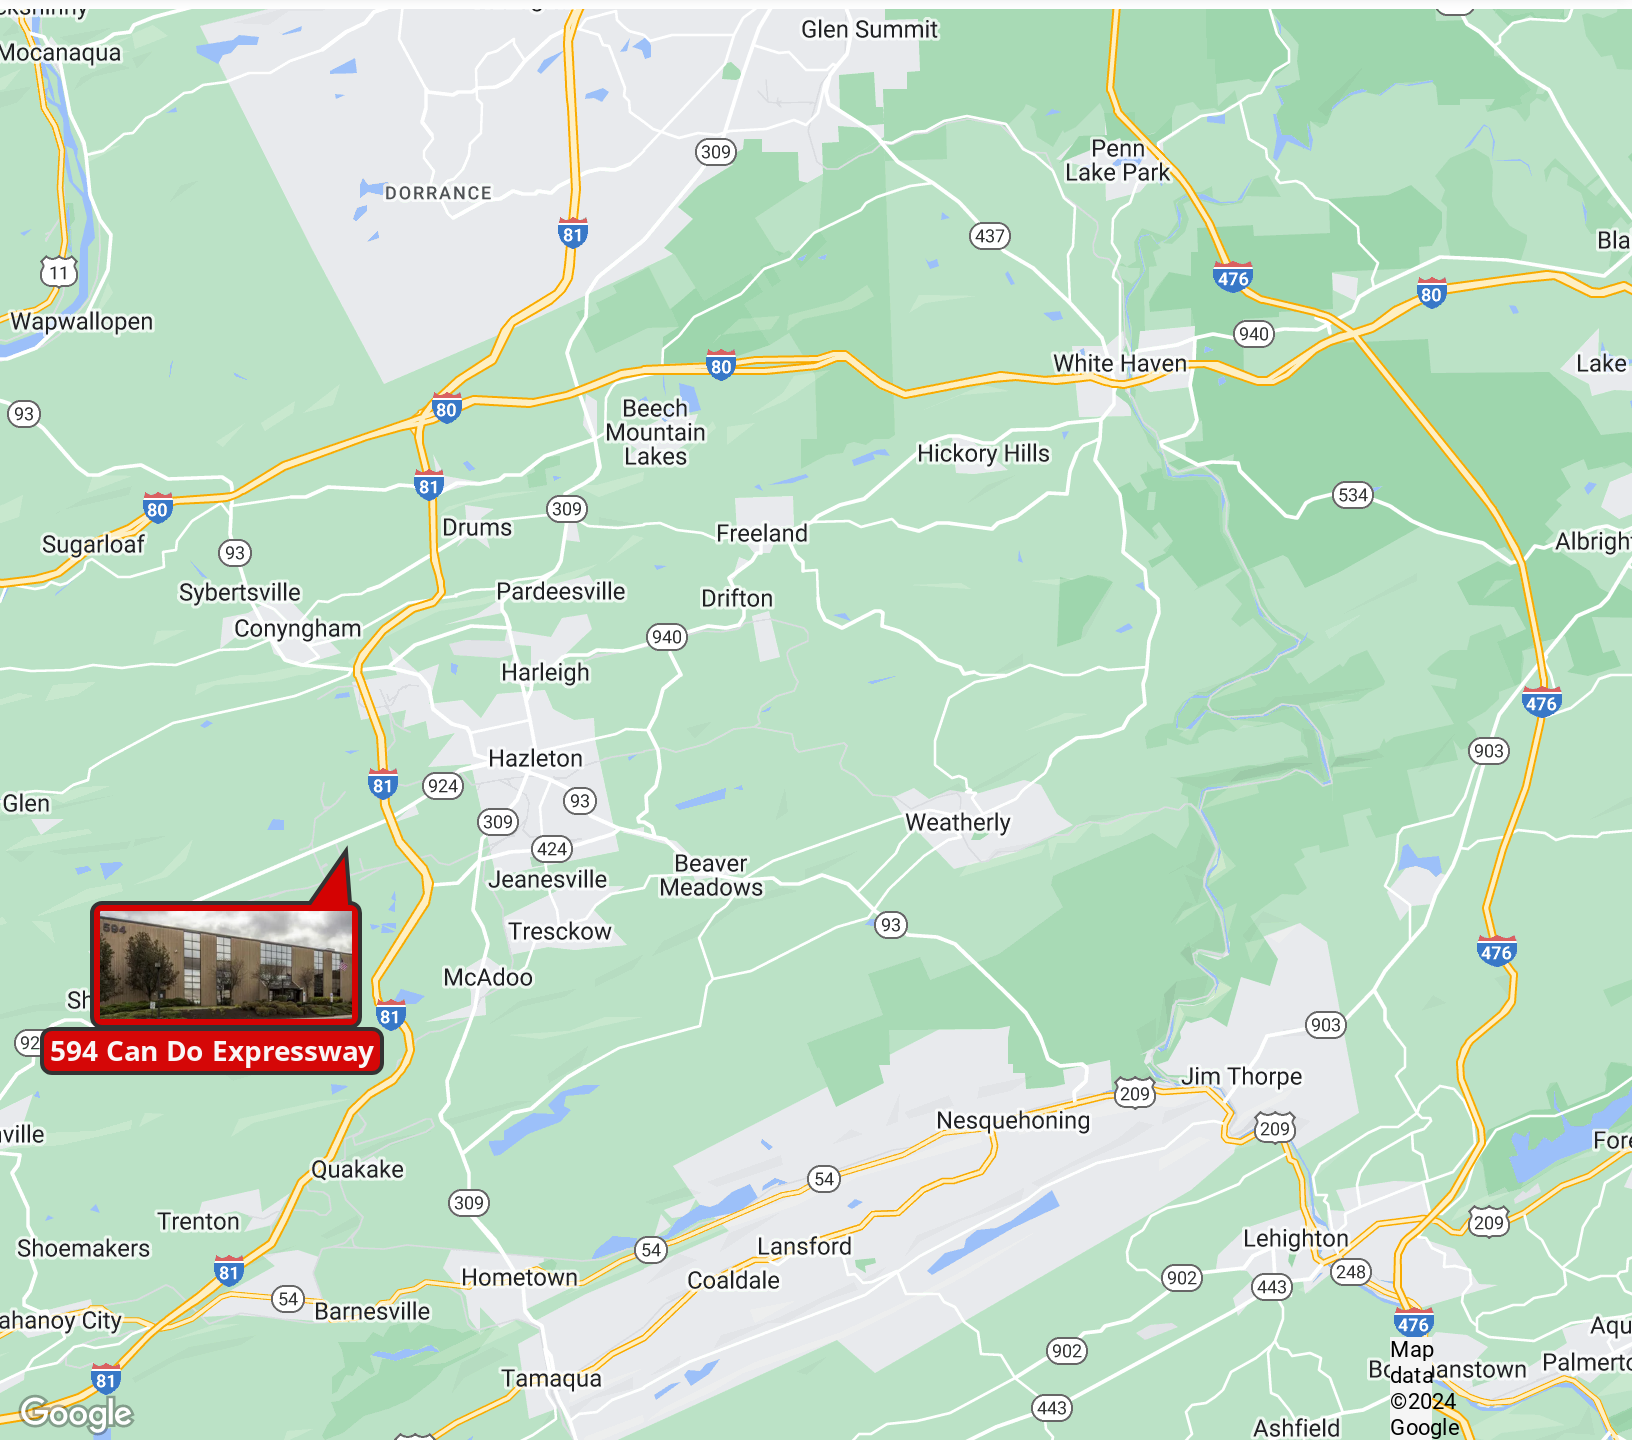 Glen Summit
Mocanaqua
Penn
Lake Park
309
DORRANCE
81
437
11
476
80
Wapwallopen
940
80
White Haven
Lake
80
93
Beech
Mountain
Lakes
Hickory Hills
81
534
80
309
Drums
Freeland
Sugarloaf
93
Sybertsville
Pardeesville
Drifton
Conyngham
940
Harleigh
476
903
Hazleton
81
924
93
Glen
309
Weatherly
424
Beaver
Meadows
Jeanesville
594
93
Tresckow
476
McAdoo
81
903
594 Can Do Expressway
Jim Thorpe
209
Nesquehoning
209
Quakake
54
309
Trenton
209
Shoemakers
Lansford
Lehighton
54
81
Hometown
Coaldale
902
248
443
54
Barnesville
ahanoy City
476
902
Map
data
©2024
Google
81
Tamaqua
443
Ashfield
Google